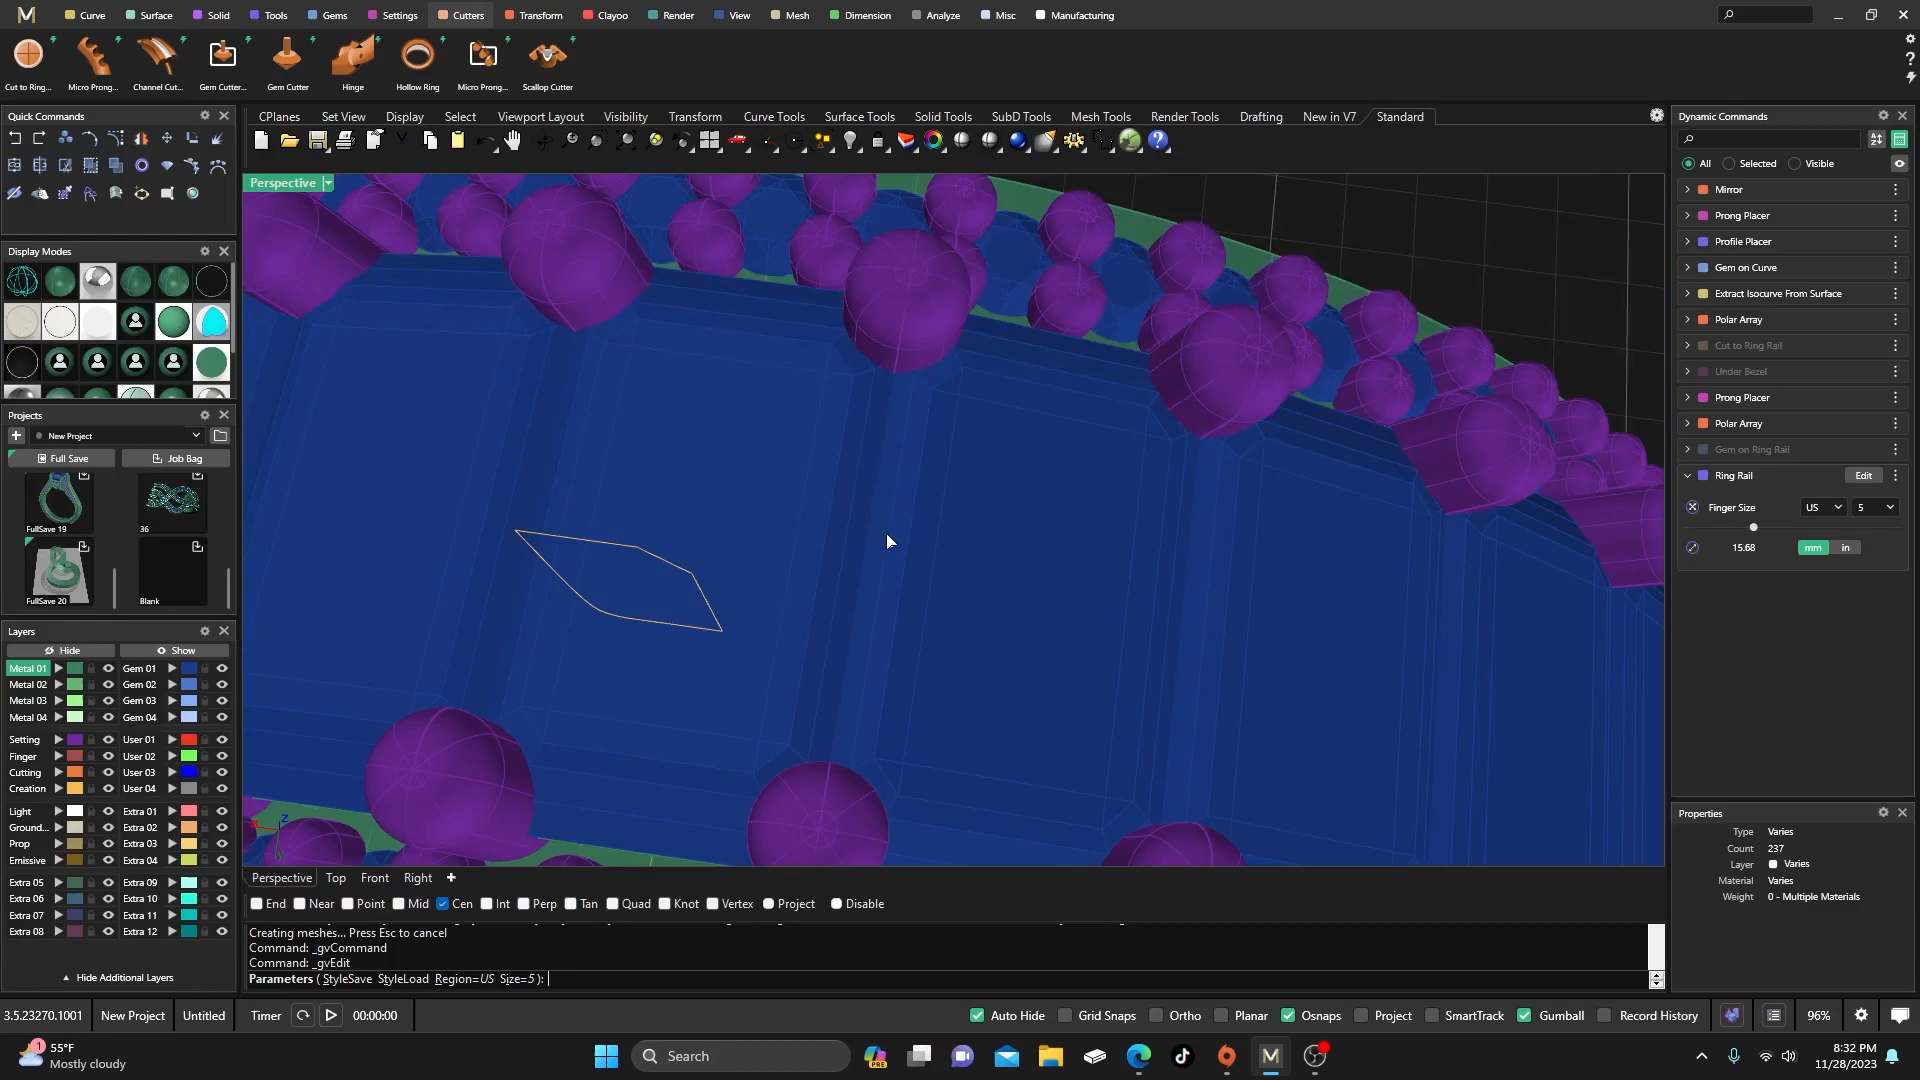 Curve Surface Solid Tools Gems Settings Cutters Transform Clayoo Render View Mesh Dimension Analyze Misc Manufacturing
Cut to Ring... Micro Prong... Channel Cut... Gem Cutter... Gem Cutter Hinge Hollow Ring Micro Prong... Scallop Cutter
Quick Commands
CPlanes Set View Display Select Viewport Layout Visibility Transform Curve Tools Surface Tools Solid Tools SubD Tools Mesh Tools Render Tools Drafting New in V7 Standard
Perspective
Display Modes
Projects
New Project
Full Save Job Bag
FullSave 19 36
FullSave 20 Blank
Layers
Hide Show
Metal 01 Gem 01
Metal 02 Gem 02
Metal 03 Gem 03
Metal 04 Gem 04
Setting User 01
Finger User 02
Cutting User 03
Creation User 04
Light Extra 01
Ground... Extra 02
Prop Extra 03
Emissive Extra 04
Extra 05 Extra 09
Extra 06 Extra 10
Extra 07 Extra 11
Extra 08 Extra 12
Hide Additional Layers
z
Perspective Top Front Right
End Near Point Mid Cen Int Perp Tan Quad Knot Vertex Project Disable
Creating meshes... Press Esc to cancel
Command: _gvCommand
Command: _gvEdit
Parameters ( StyleSave StyleLoad Region=US Size=5 ):
Dynamic Commands
All Selected Visible
Mirror
Prong Placer
Profile Placer
Gem on Curve
Extract Isocurve From Surface
Polar Array
Cut to Ring Rail
Under Bezel
Prong Placer
Polar Array
Gem on Ring Rail
Ring Rail Edit
Finger Size US 5
15.68 mm in
Properties
Type Varies
Count 237
Layer Varies
Material Varies
Weight 0 - Multiple Materials
3.5.23270.1001 New Project Untitled Timer 00:00:00 Auto Hide Grid Snaps Ortho Planar Osnaps Project SmartTrack Gumball Record History 96%
1 55°F
Mostly cloudy
Search
PRE
8:32 PM
11/28/2023